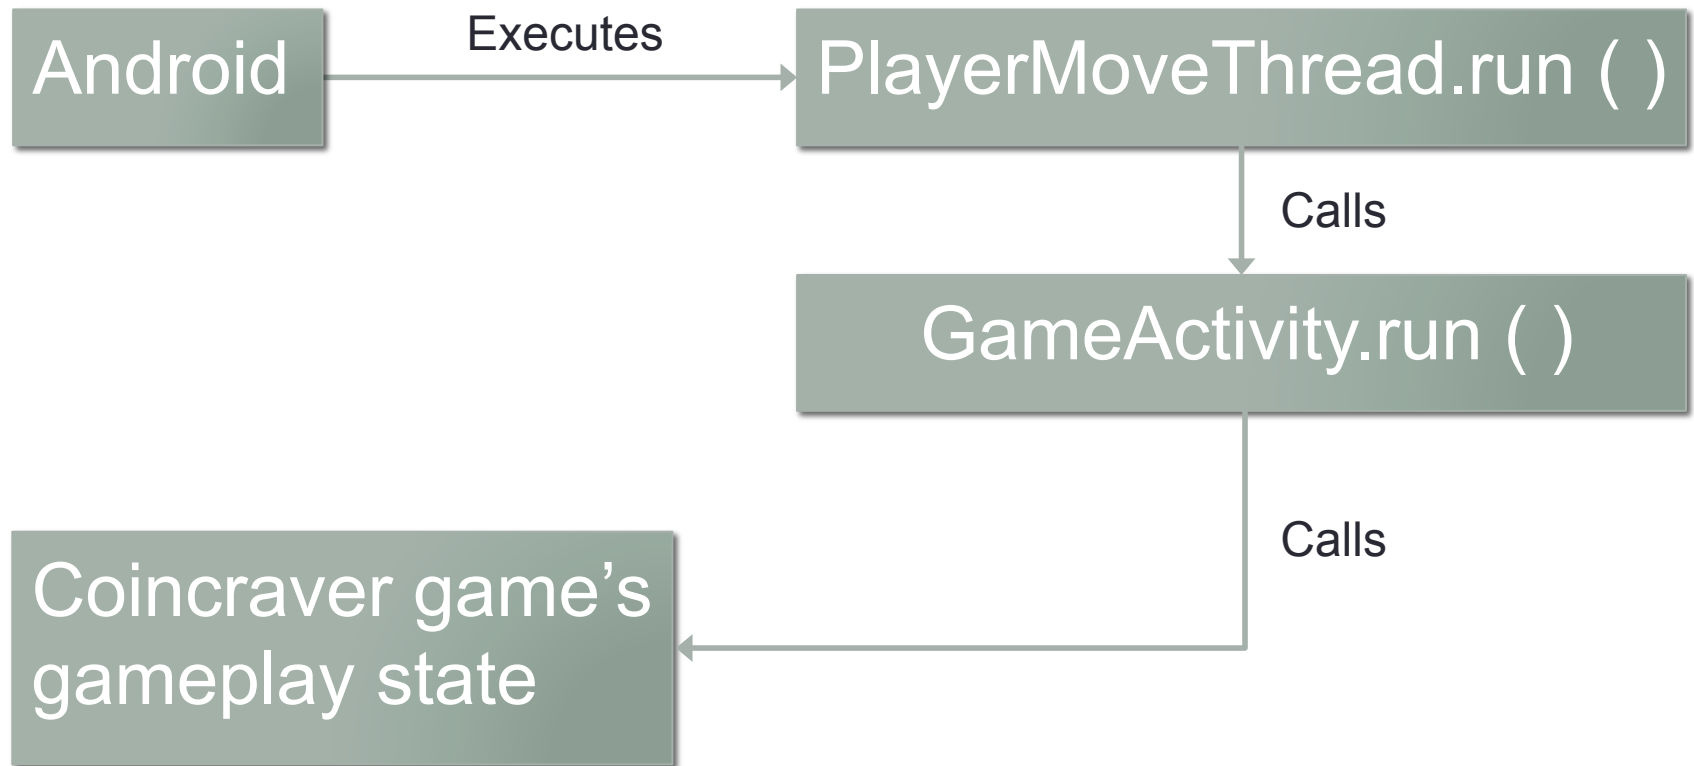 Android
Executes
PlayerMoveThread.run ( )
Calls
GameActivity.run ( )
Calls
Coincraver game’s
gameplay state